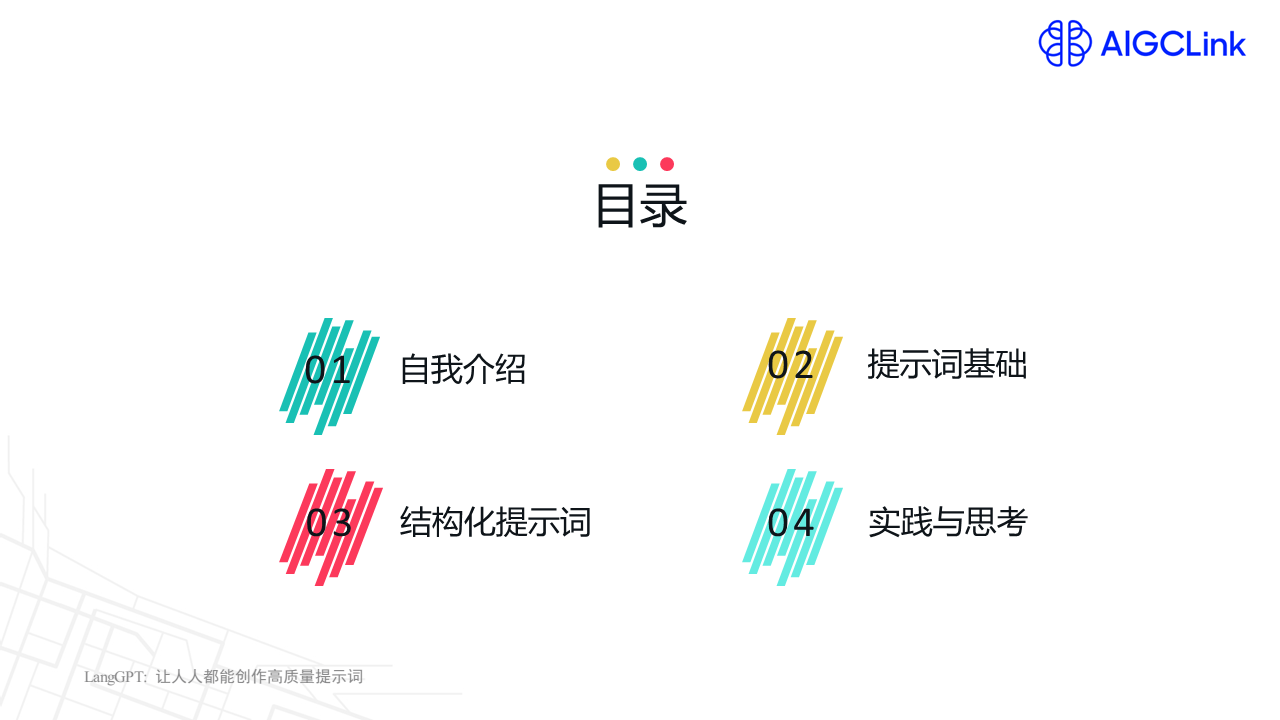 AIGCLink
目录
01 自我介绍
02 提示词基础
03 结构化提示词
04 实践与思考
LangGPT: 让人人都能创作高质量提示词